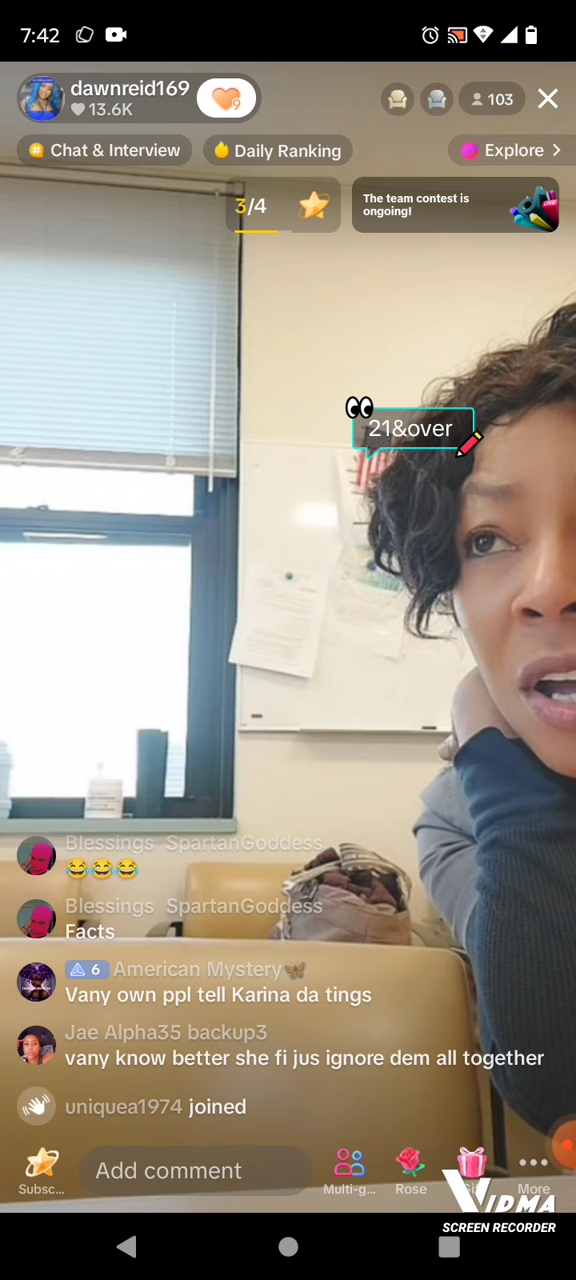 7:42
dawnreid169
13.6K
103
Chat & Interview
Daily Ranking
Explore >
3/4
The team contest is
ongoing!
21&over
Blessings SpartanGoddess
😂😂😂
Blessings SpartanGoddess
Facts
6 American Mystery🦋
Vany own ppl tell Karina da tings
Jae Alpha35 backup3
vany know better she fi jus ignore dem all together
uniquea1974 joined
Add comment
Subsc...
Multi-g...
Rose
More
VIDMA
SCREEN RECORDER